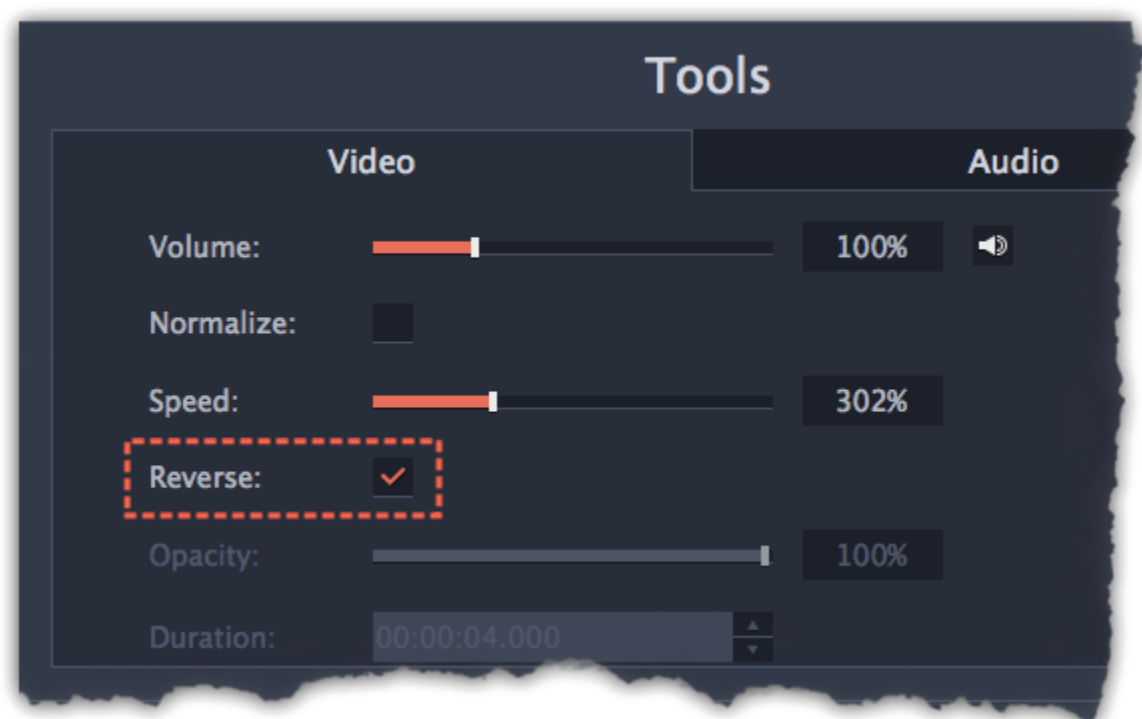 Tools
Video Audio
Volume: 100%
Normalize:
Speed: 302%
Reverse:
Opacity: 100%
Duration: 00:00:04.000